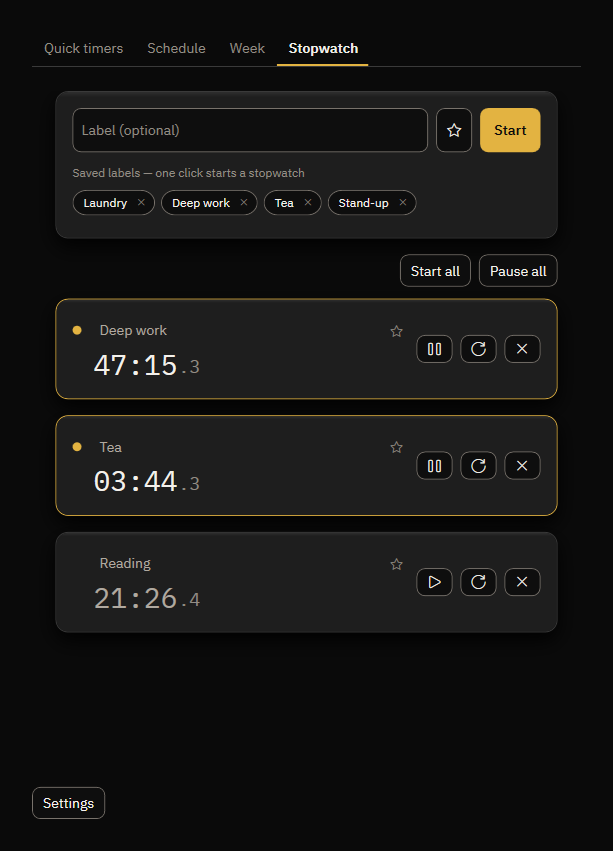 Quick timers Schedule Week Stopwatch
Label (optional) Start
Saved labels — one click starts a stopwatch
Laundry × Deep work × Tea × Stand-up ×
Start all Pause all
Deep work
47:15.3
Tea
03:44.3
Reading
21:26.4
Settings